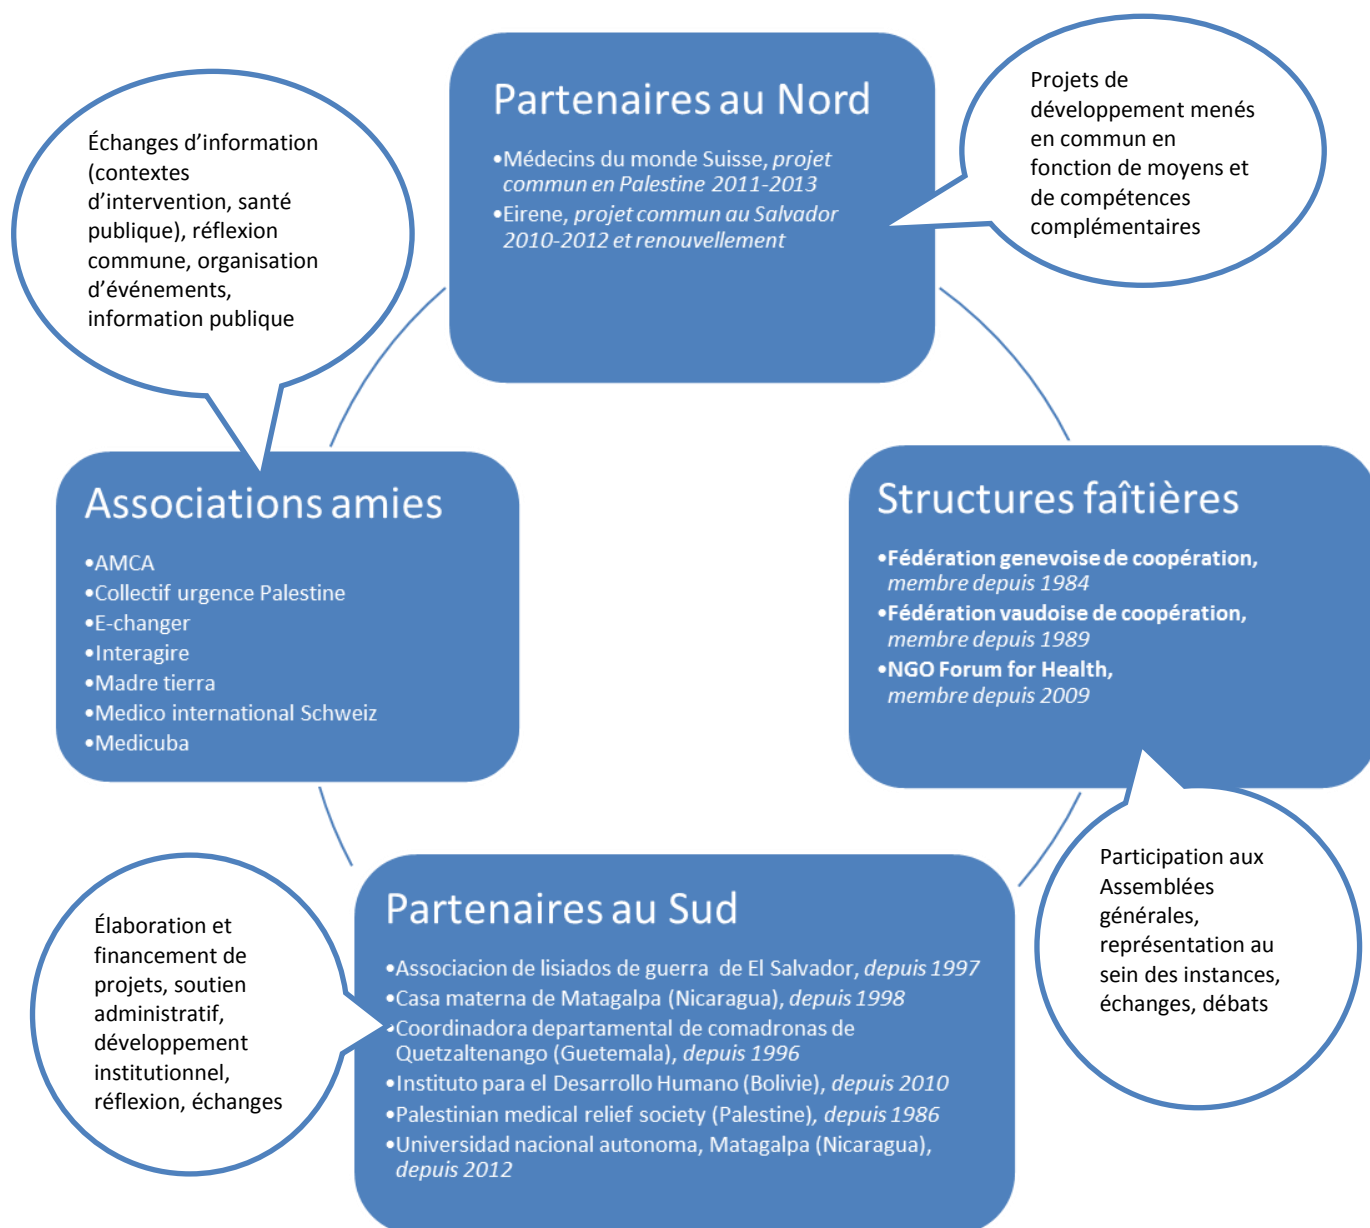 Partenaires au Nord
•Médecins du monde Suisse, projet
commun en Palestine 2011-2013
•Eirene, projet commun au Salvador
2010-2012 et renouvellement
Projets de
développement menés
en commun en
fonction de moyens et
de compétences
complémentaires
Échanges d’information
(contextes
d’intervention, santé
publique), réflexion
commune, organisation
d’événements,
information publique
Associations amies
•AMCA
•Collectif urgence Palestine
•E-changer
•Interagire
•Madre tierra
•Medico international Schweiz
•Medicuba
Structures faîtières
•Fédération genevoise de coopération,
membre depuis 1984
•Fédération vaudoise de coopération,
membre depuis 1989
•NGO Forum for Health,
membre depuis 2009
Participation aux
Assemblées
générales,
représentation au
sein des instances,
échanges, débats
Partenaires au Sud
•Associacion de lisiados de guerra de El Salvador, depuis 1997
•Casa materna de Matagalpa (Nicaragua), depuis 1998
•Coordinadora departamental de comadronas de
Quetzaltenango (Guetemala), depuis 1996
•Instituto para el Desarrollo Humano (Bolivie), depuis 2010
•Palestinian medical relief society (Palestine), depuis 1986
•Universidad nacional autonoma, Matagalpa (Nicaragua),
depuis 2012
Élaboration et
financement de
projets, soutien
administratif,
développement
institutionnel,
réflexion, échanges